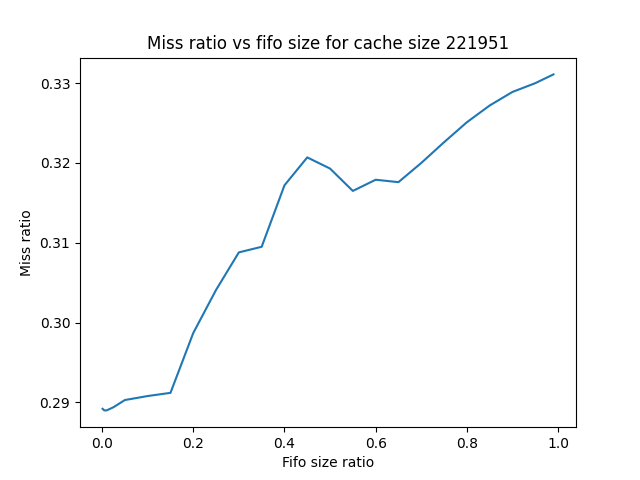 Miss ratio vs fifo size for cache size 221951
0.33
0.32
0.31
0.30
0.29
Miss ratio
0.0 0.2 0.4 0.6 0.8 1.0
Fifo size ratio